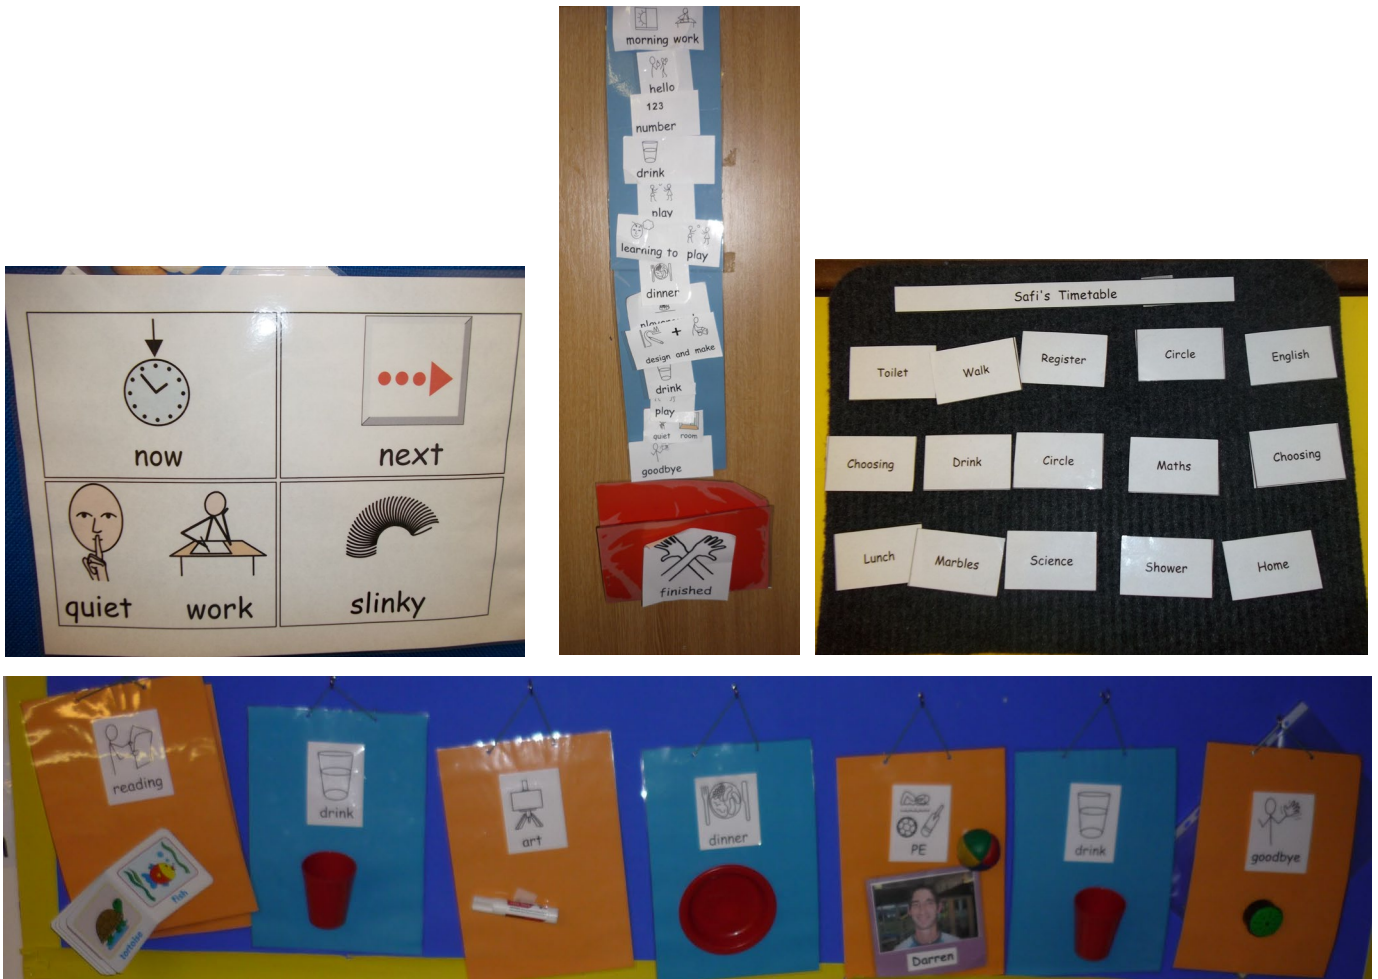 now
next
quiet work
slinky
morning work
hello
123
number
drink
play
learning to play
dinner
+
design and make
drink
play
quiet room
goodbye
finished
Safi's Timetable
Toilet
Walk
Register
Circle
English
Choosing
Drink
Circle
Maths
Choosing
Lunch
Marbles
Science
Shower
Home
reading
fish
tortoise
drink
art
dinner
PE
Darren
drink
goodbye